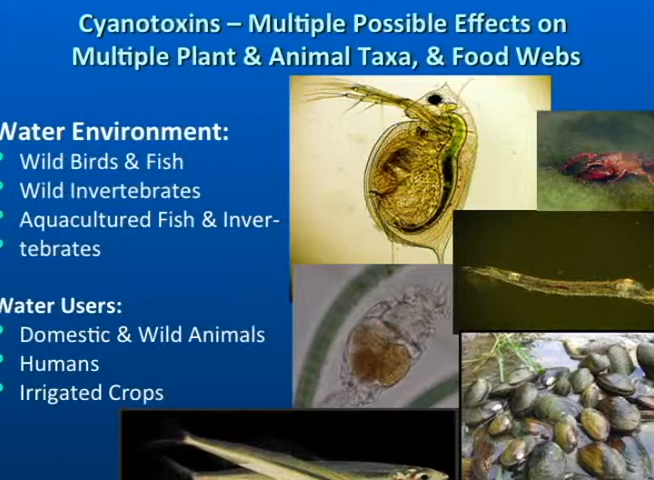 Cyanotoxins – Multiple Possible Effects on
Multiple Plant & Animal Taxa, & Food Webs
Water Environment:
Wild Birds & Fish
Wild Invertebrates
Aquacultured Fish & Inver-
tebrates
Water Users:
Domestic & Wild Animals
Humans
Irrigated Crops